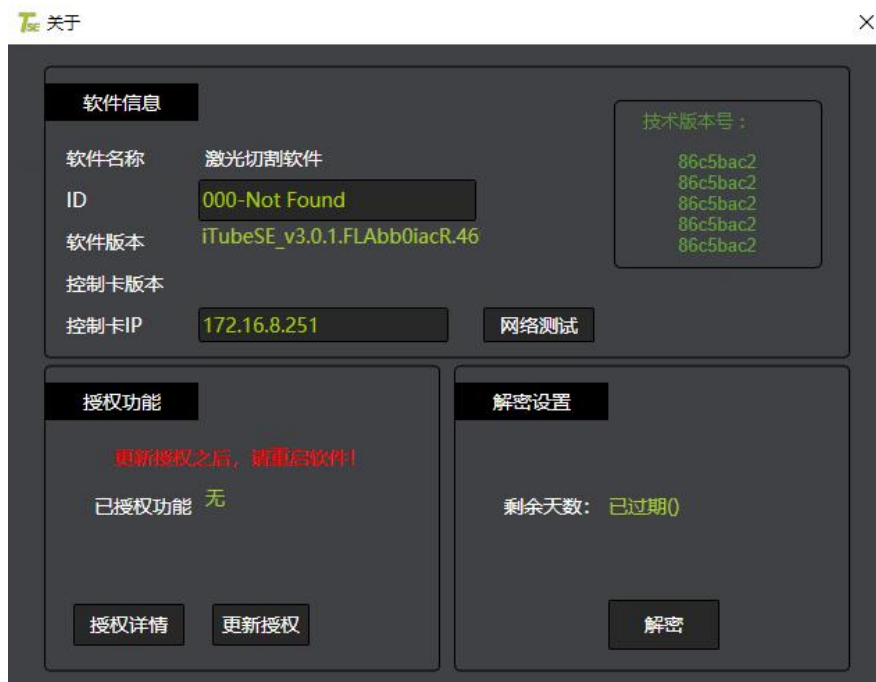 TSE 关于
软件信息
软件名称 激光切割软件
ID 000-Not Found
软件版本 iTubeSE_v3.0.1.FLAbb0iacR.46
控制卡版本
控制卡IP 172.16.8.251 网络测试
技术版本号：
86c5bac2
86c5bac2
86c5bac2
86c5bac2
86c5bac2
授权功能
更新授权之后，请重启软件！
已授权功能 无
授权详情 更新授权
解密设置
剩余天数： 已过期()
解密